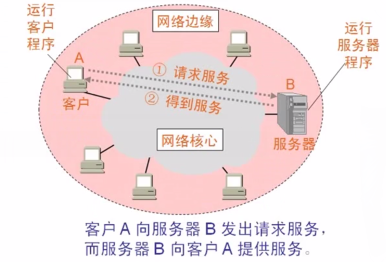 运行
客户
程序
网络边缘
运行
服务器
程序
A
① 请求服务
B
② 得到服务
客户
网络核心
服务器
客户 A 向服务器 B 发出请求服务，
而服务器 B 向客户 A 提供服务。